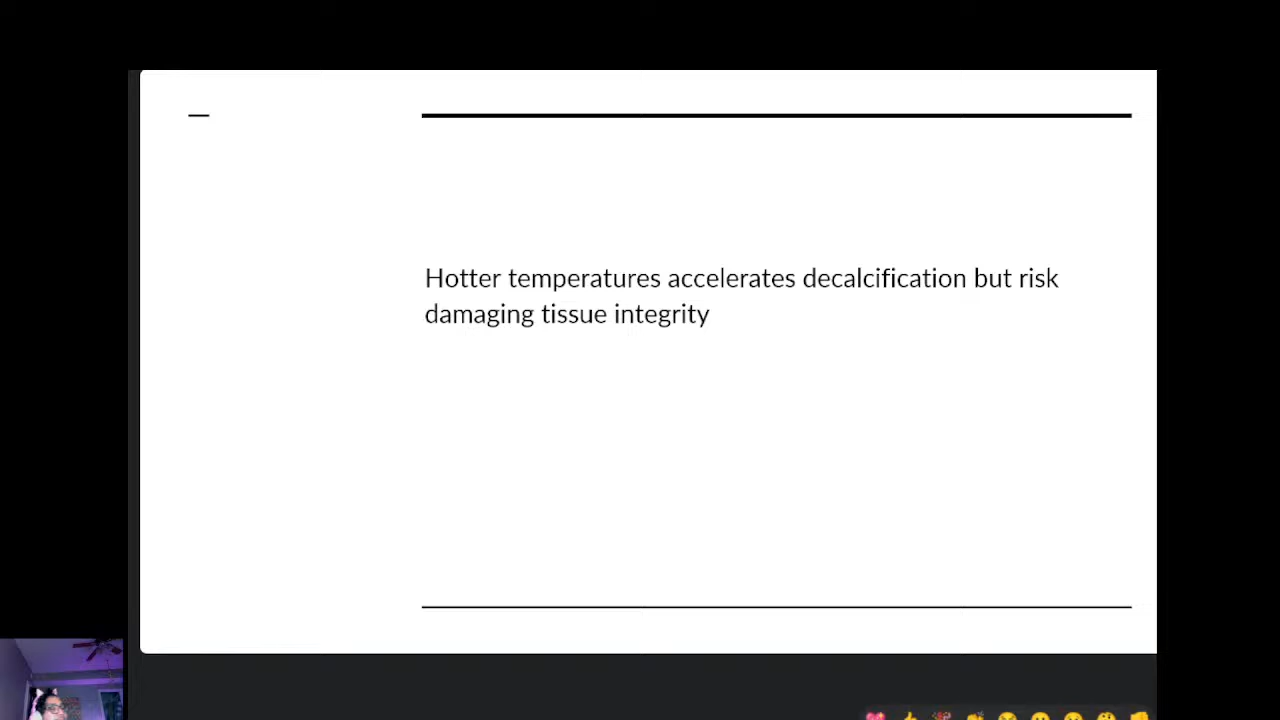 Hotter temperatures accelerates decalcification but risk
damaging tissue integrity